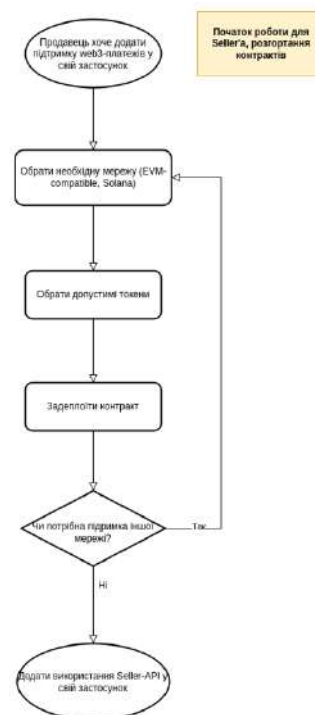 Продавець хоче додати
підтримку web3-платежів у
свій застосунок
Початок роботи для
Seller'а, розгортання
контрактів
Обрати необхідну мережу (EVM-
compatible, Solana)
Обрати допустимі токени
Задеплоїти контракт
Чи потрібна підтримка іншої
мережі?
Так
Ні
Додати використання Seller-API у
свій застосунок